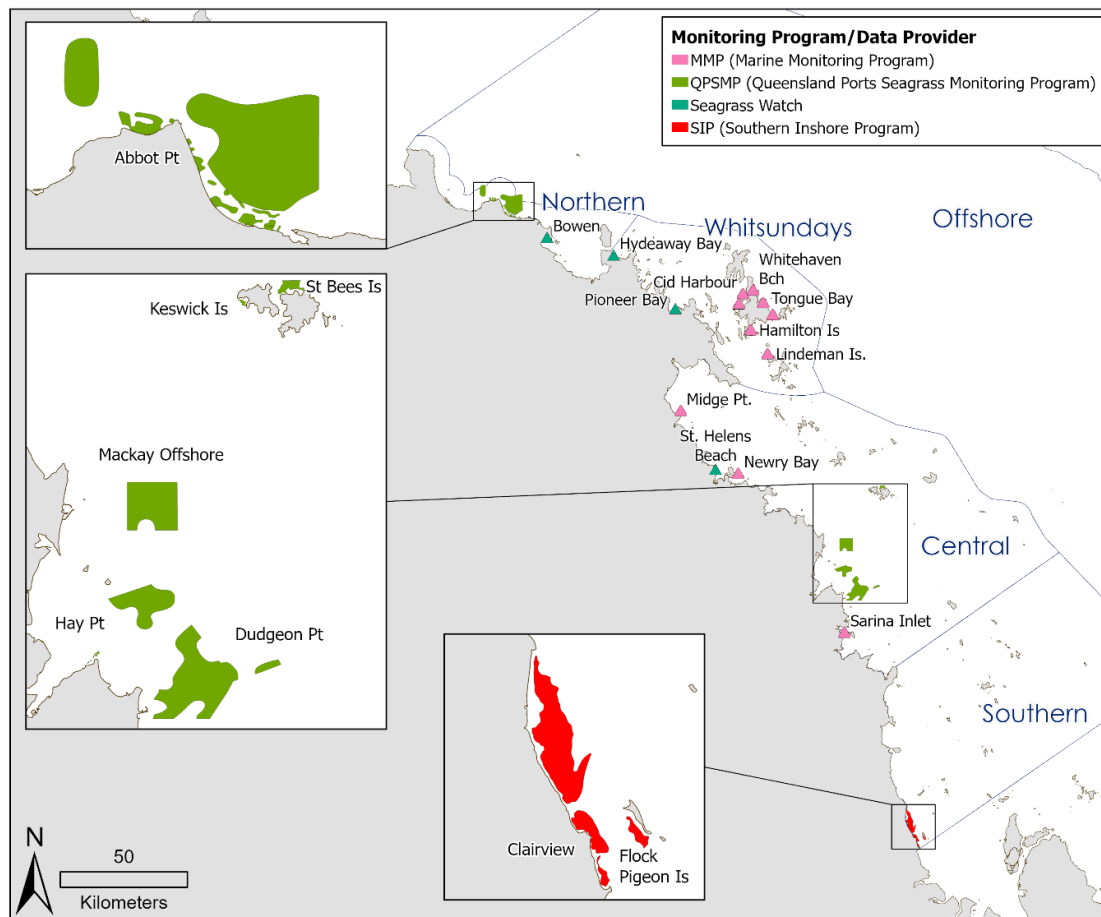 Monitoring Program/Data Provider
MMP (Marine Monitoring Program)
QPSMP (Queensland Ports Seagrass Monitoring Program)
Seagrass Watch
SIP (Southern Inshore Program)
Abbot Pt
Northern
Whitsundays
Offshore
Bowen
Hydeaway Bay
Whitehaven
Bch
Cid Harbour
Pioneer Bay
Tongue Bay
Hamilton Is
Lindeman Is.
St Bees Is
Keswick Is
Midge Pt.
St. Helens
Beach
Newry Bay
Mackay Offshore
Central
Hay Pt
Dudgeon Pt
Sarina Inlet
Southern
Clairview
Flock
Pigeon Is
N
50
Kilometers